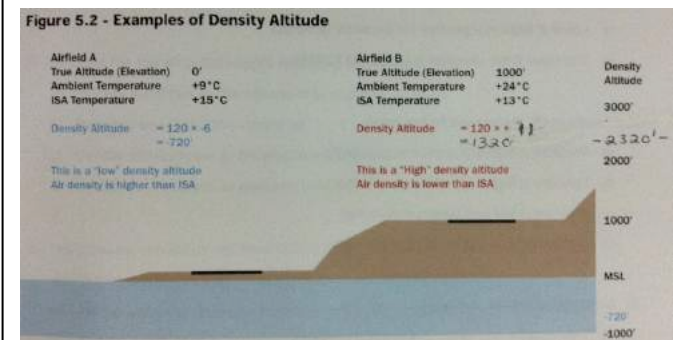 Figure 5.2 - Examples of Density Altitude
Airfield A
True Altitude (Elevation) 0'
Ambient Temperature +9°C
ISA Temperature +15°C
Density Altitude = 120 × -6
= -720'
This is a "low" density altitude
Air density is higher than ISA
Airfield B
True Altitude (Elevation) 1000'
Ambient Temperature +24°C
ISA Temperature +13°C
Density Altitude = 120 × + 11
= 1320'
This is a "High" density altitude
Air density is lower than ISA
Density
Altitude
3000'
- 2320' -
2000'
1000'
MSL
-720
-1000'